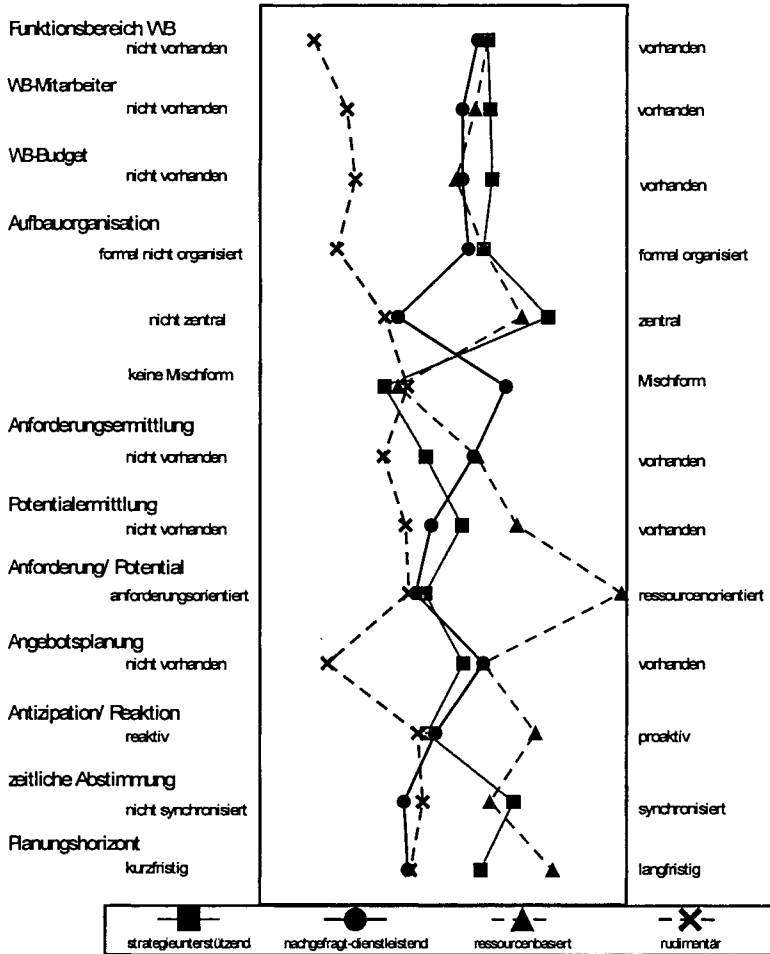 Funktionsbereich WB
nicht vorhanden vorhanden
WB-Mitarbeiter
nicht vorhanden vorhanden
WB-Budget
nicht vorhanden vorhanden
Aufbauorganisation
formal nicht organisiert formal organisiert
nicht zentral zentral
keine Mischform Mischform
Anforderungsermittlung
nicht vorhanden vorhanden
Potentialermittlung
nicht vorhanden vorhanden
Anforderung/ Potential
anforderungsorientiert ressourcenorientiert
Angebotsplanung
nicht vorhanden vorhanden
Antizipation/ Reaktion
reaktiv proaktiv
zeitliche Abstimmung
nicht synchronisiert synchronisiert
Planungshorizont
kurzfristig langfristig
strategieunterstützend nachgefragt-dienstleistend ressourcenbasiert rudimentär